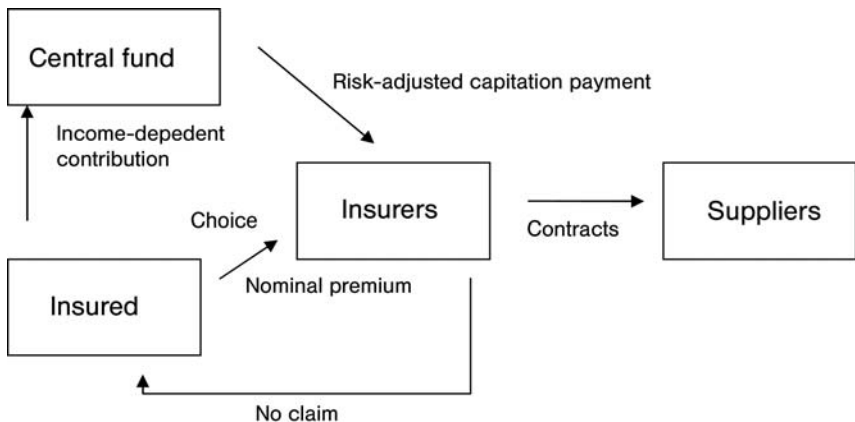 Central fund
Risk-adjusted capitation payment
Income-depedent
contribution
Insurers
Suppliers
Choice
Contracts
Nominal premium
Insured
No claim